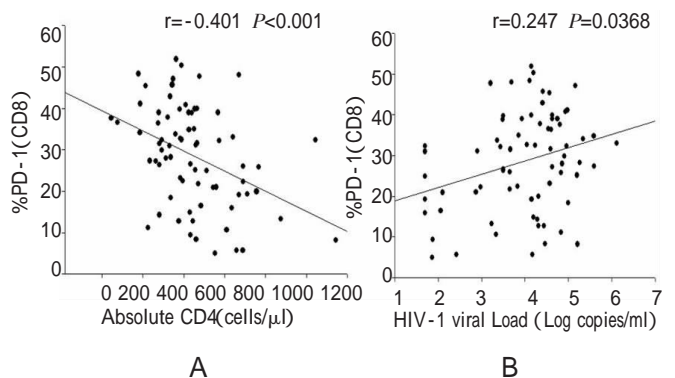 r=-0.401 P<0.001
60
50
40
30
20
10
0
%PD-1(CD8)
0 200 400 600 800 1000 1200
Absolute CD4(cells/μl)
A
r=0.247 P=0.0368
60
50
40
30
20
10
0
%PD-1(CD8)
1 2 3 4 5 6 7
HIV-1 viral Load (Log copies/ml)
B